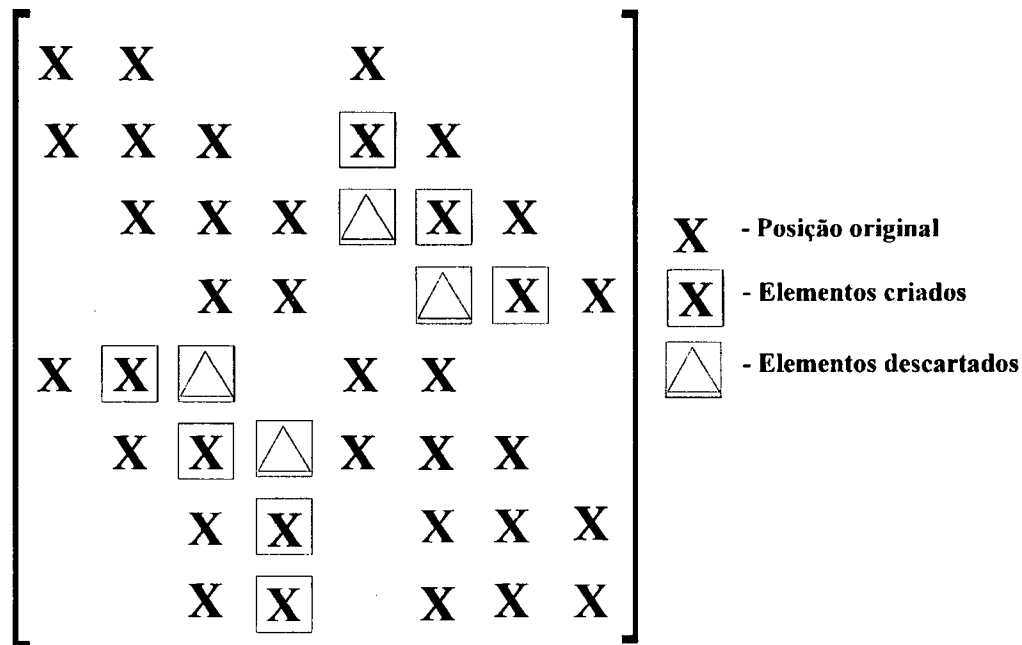 X X X
X X X X X
X X X X X
X X X X
X X X X
X X X X X
X X X X X
X X X X X
X - Posição original
X - Elementos criados
- Elementos descartados